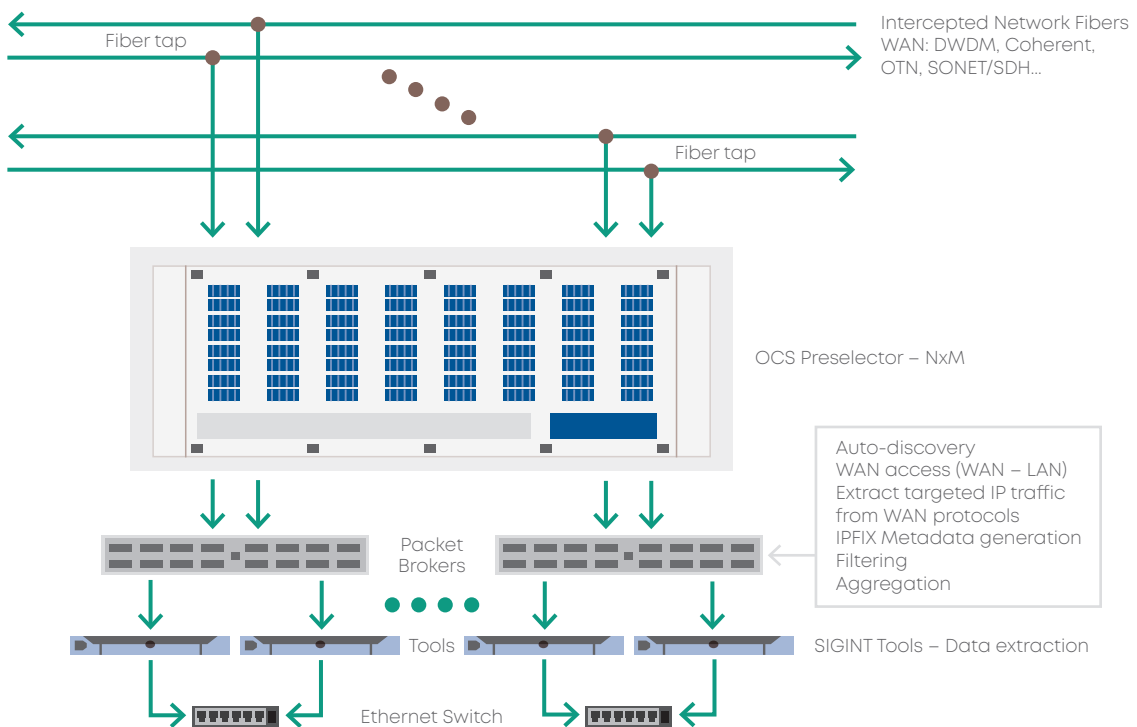 Intercepted Network Fibers
Fiber tap
WAN: DWDM, Coherent,
OTN, SONET/SDH...
Fiber tap
OCS Preselector – NxM
Auto-discovery
WAN access (WAN – LAN)
Extract targeted IP traffic
from WAN protocols
IPFIX Metadata generation
Filtering
Aggregation
Packet
Brokers
Tools
SIGINT Tools – Data extraction
Ethernet Switch